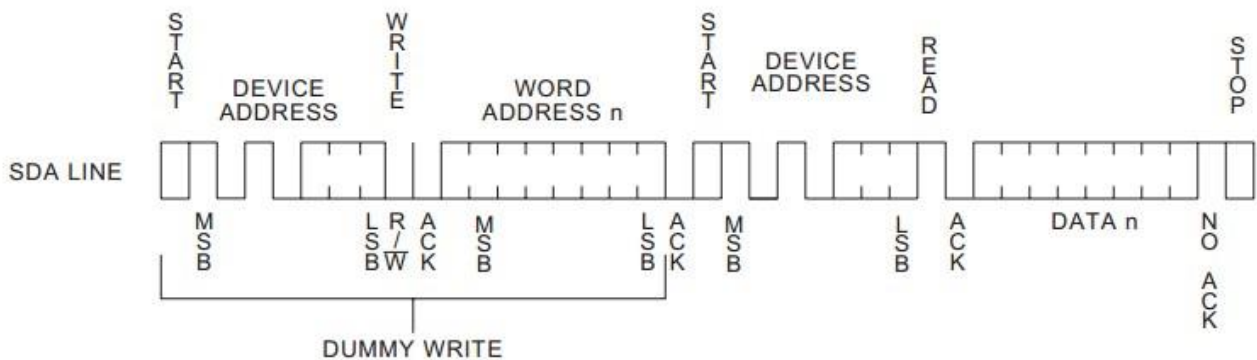 START
DEVICE
ADDRESS
WRITE
WORD
ADDRESS n
START
DEVICE
ADDRESS
READ
STOP
SDA LINE
MSB
LSB
R/W
ACK
MSB
LSB
ACK
MSB
LSB
ACK
DATA n
NO ACK
DUMMY WRITE